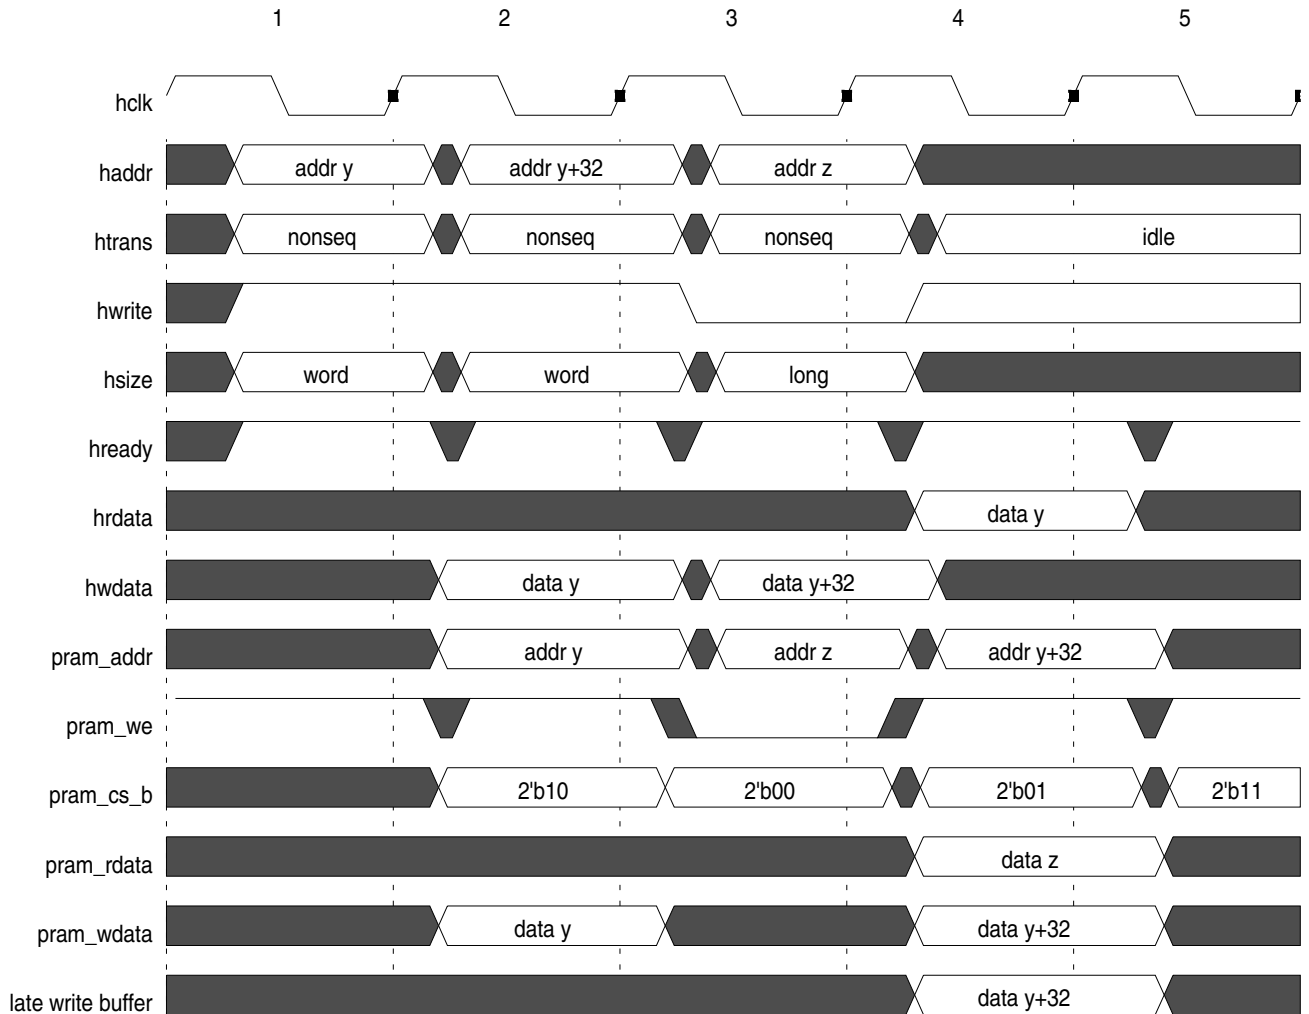 1 2 3 4 5
hclk
haddr addr y addr y+32 addr z
htrans nonseq nonseq nonseq idle
hwrite
hsize word word long
hready
hrdata data y
hwdata data y data y+32
pram_addr addr y addr z addr y+32
pram_we
pram_cs_b 2'b10 2'b00 2'b01 2'b11
pram_rdata data z
pram_wdata data y data y+32
late write buffer data y+32